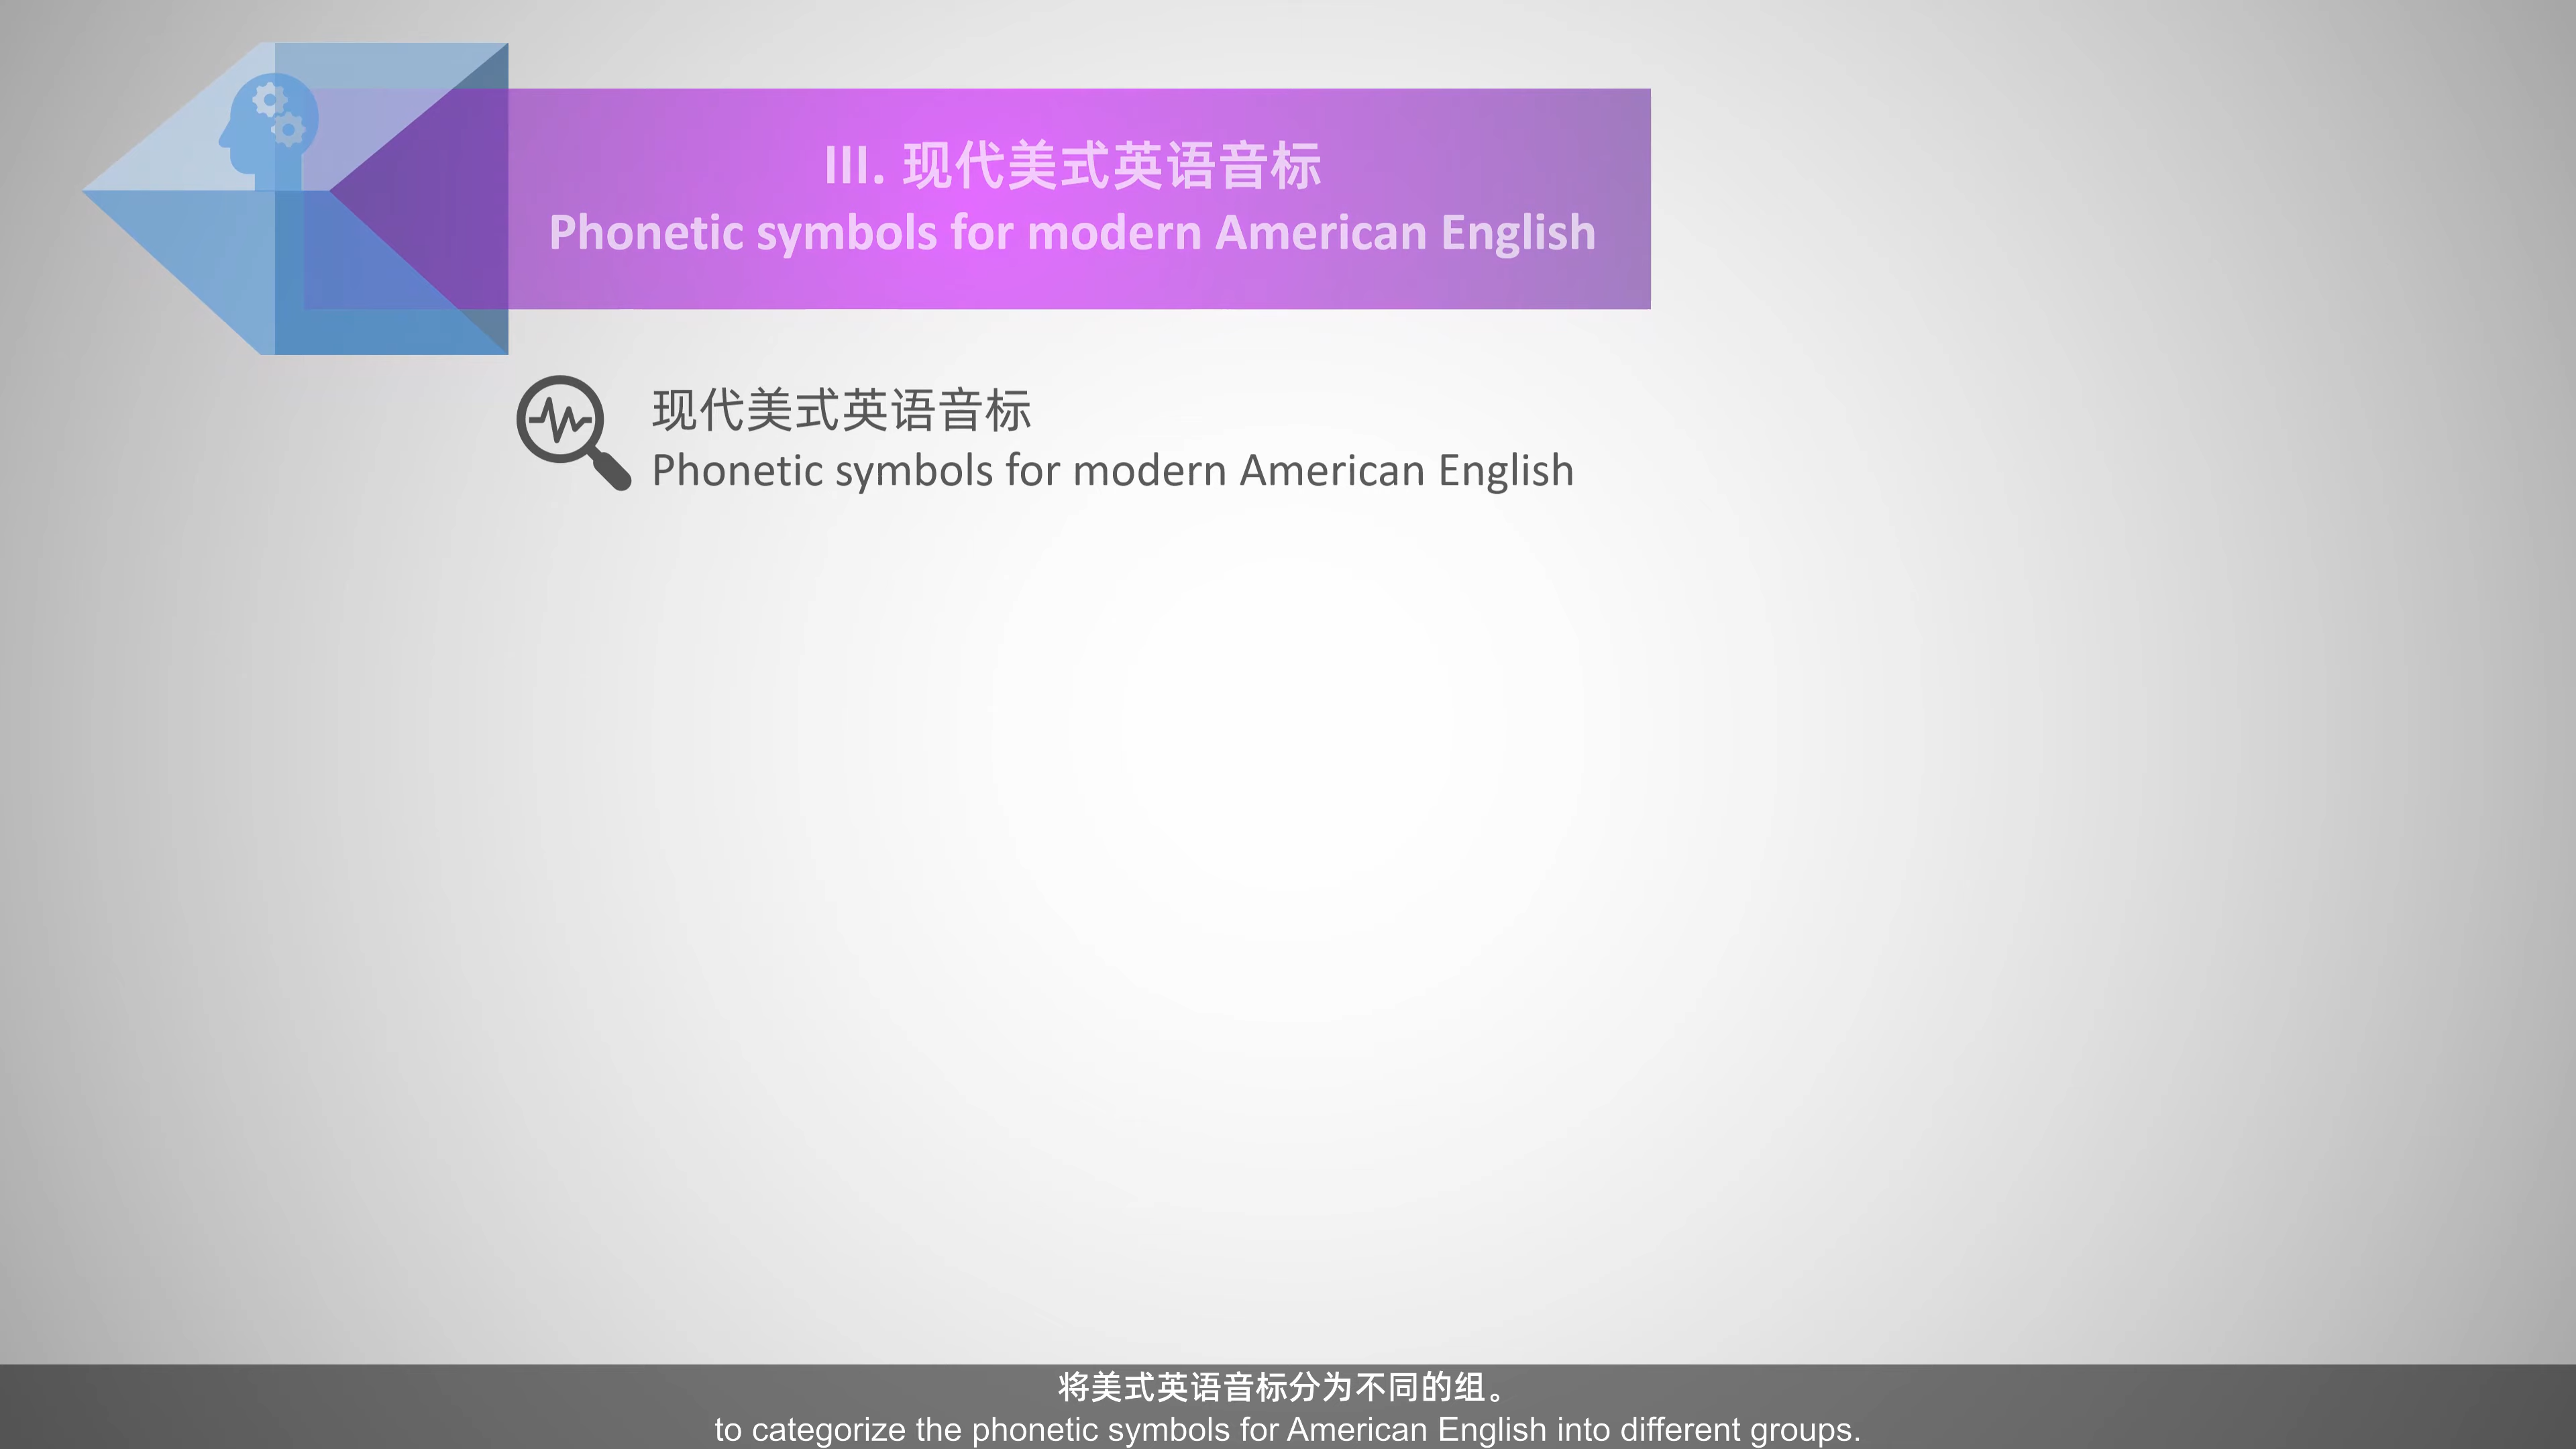 III. 现代美式英语音标
Phonetic symbols for modern American English
现代美式英语音标
Phonetic symbols for modern American English
将美式英语音标分为不同的组。
to categorize the phonetic symbols for American English into different groups.